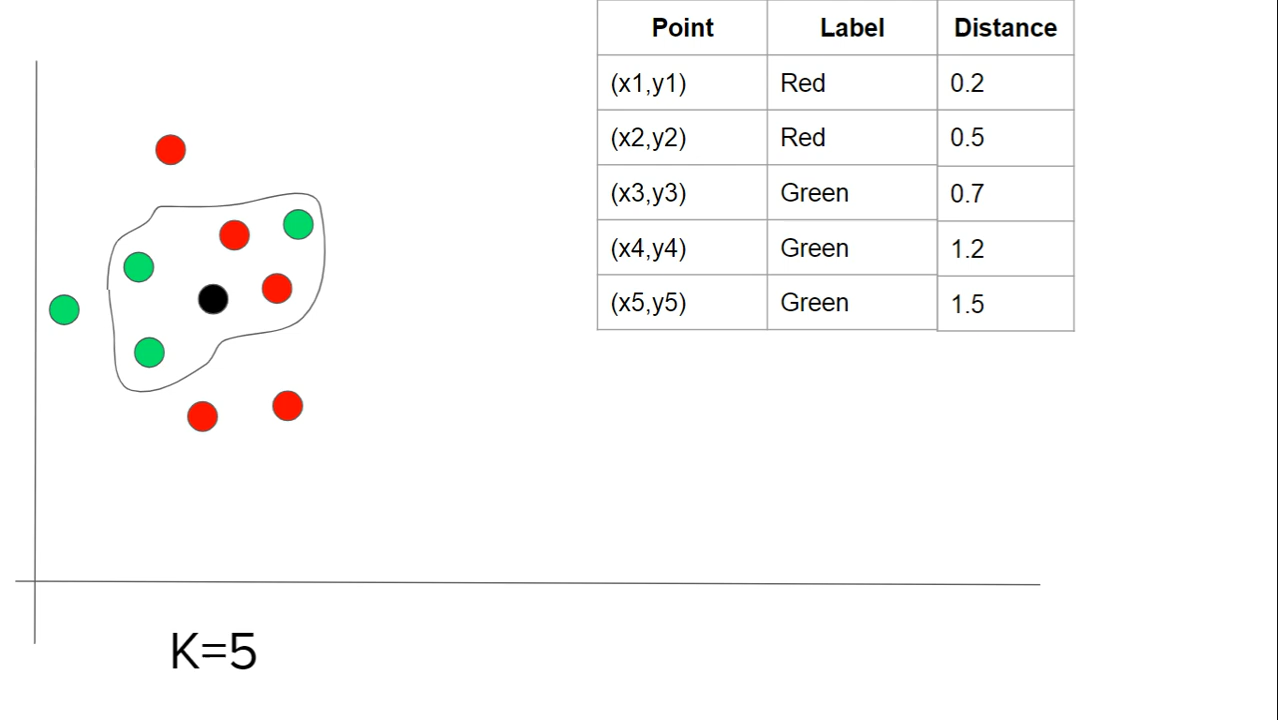 Point Label Distance
(x1,y1) Red 0.2
(x2,y2) Red 0.5
(x3,y3) Green 0.7
(x4,y4) Green 1.2
(x5,y5) Green 1.5
K=5